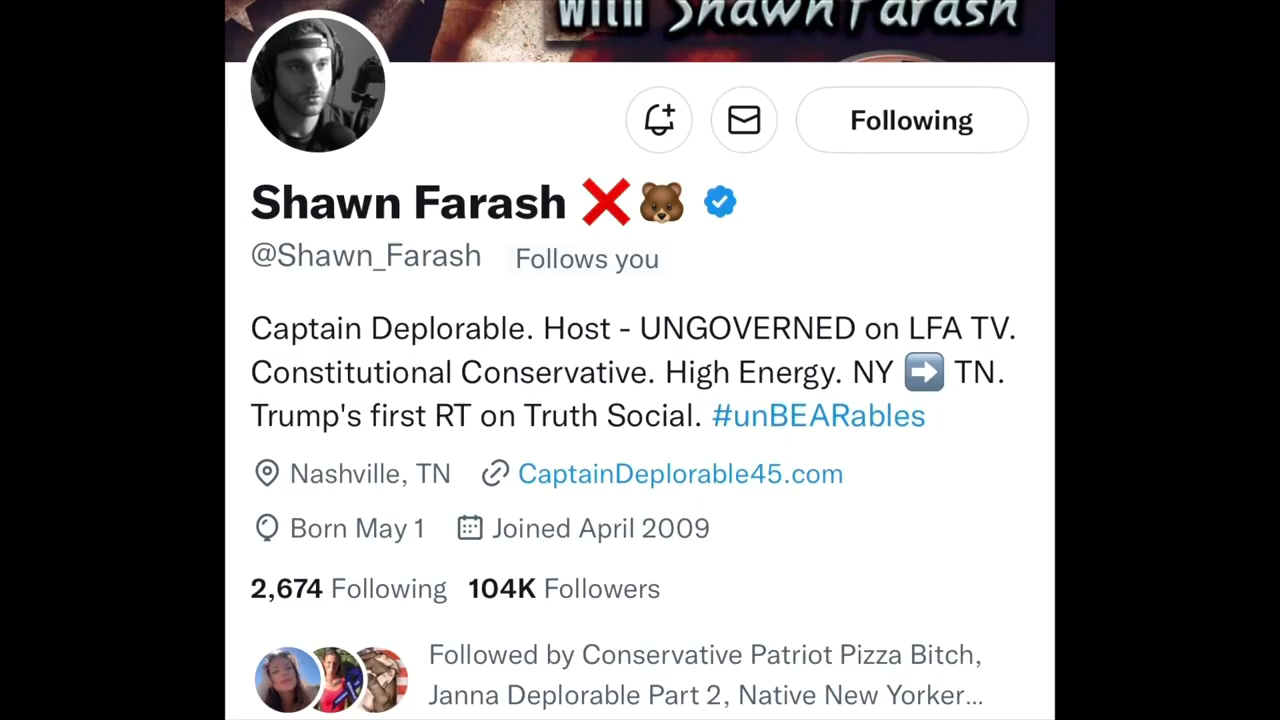 with Shawn Farash
Following
Shawn Farash ❌🐻
@Shawn_Farash Follows you
Captain Deplorable. Host - UNGOVERNED on LFA TV.
Constitutional Conservative. High Energy. NY ➡️ TN.
Trump's first RT on Truth Social. #unBEARables
Nashville, TN CaptainDeplorable45.com
Born May 1 Joined April 2009
2,674 Following 104K Followers
Followed by Conservative Patriot Pizza Bitch,
Janna Deplorable Part 2, Native New Yorker...